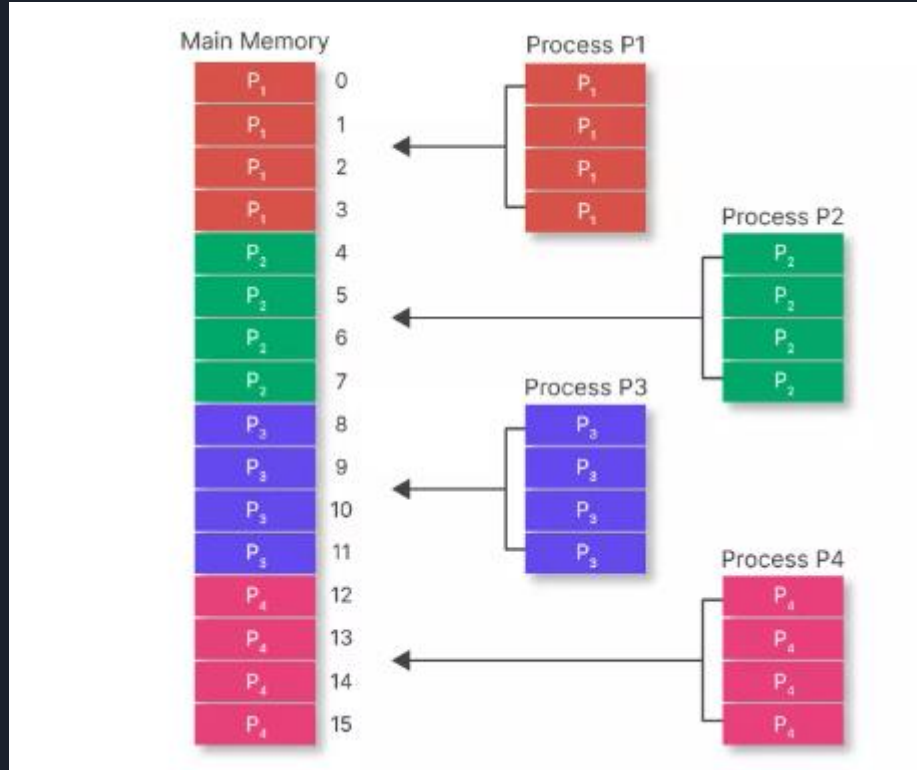 Main Memory
P₁ 0
P₁ 1
P₁ 2
P₁ 3
P₂ 4
P₂ 5
P₂ 6
P₂ 7
P₃ 8
P₃ 9
P₃ 10
P₃ 11
P₄ 12
P₄ 13
P₄ 14
P₄ 15
Process P1
P₁
P₁
P₁
P₁
Process P2
P₂
P₂
P₂
P₂
Process P3
P₃
P₃
P₃
P₃
Process P4
P₄
P₄
P₄
P₄